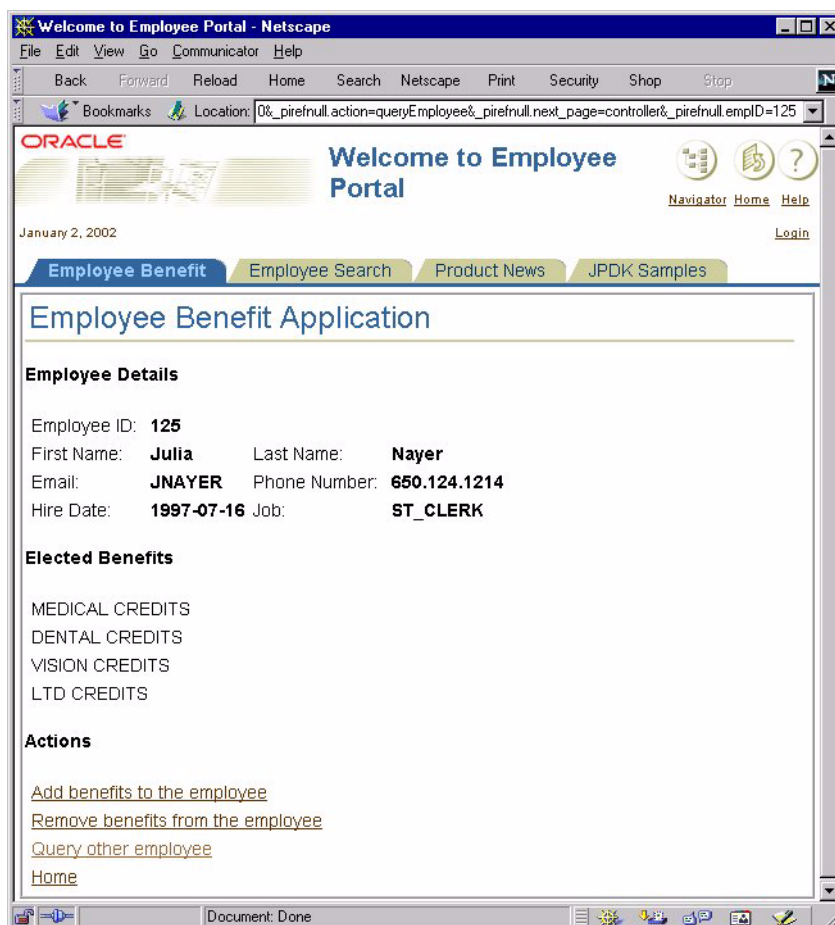 Welcome to Employee Portal - Netscape
File Edit View Go Communicator Help
Back Forward Reload Home Search Netscape Print Security Shop Stop N
Bookmarks Location: 0&_pirefnull.action=queryEmployee&_pirefnull.next_page=controller&_pirefnull.empID=125
ORACLE
Welcome to Employee
Portal
Navigator Home Help
January 2, 2002 Login
Employee Benefit Employee Search Product News JPDK Samples
Employee Benefit Application
Employee Details
Employee ID: 125
First Name: Julia Last Name: Nayer
Email: JNAYER Phone Number: 650.124.1214
Hire Date: 1997-07-16 Job: ST_CLERK
Elected Benefits
MEDICAL CREDITS
DENTAL CREDITS
VISION CREDITS
LTD CREDITS
Actions
Add benefits to the employee
Remove benefits from the employee
Query other employee
Home
Document: Done